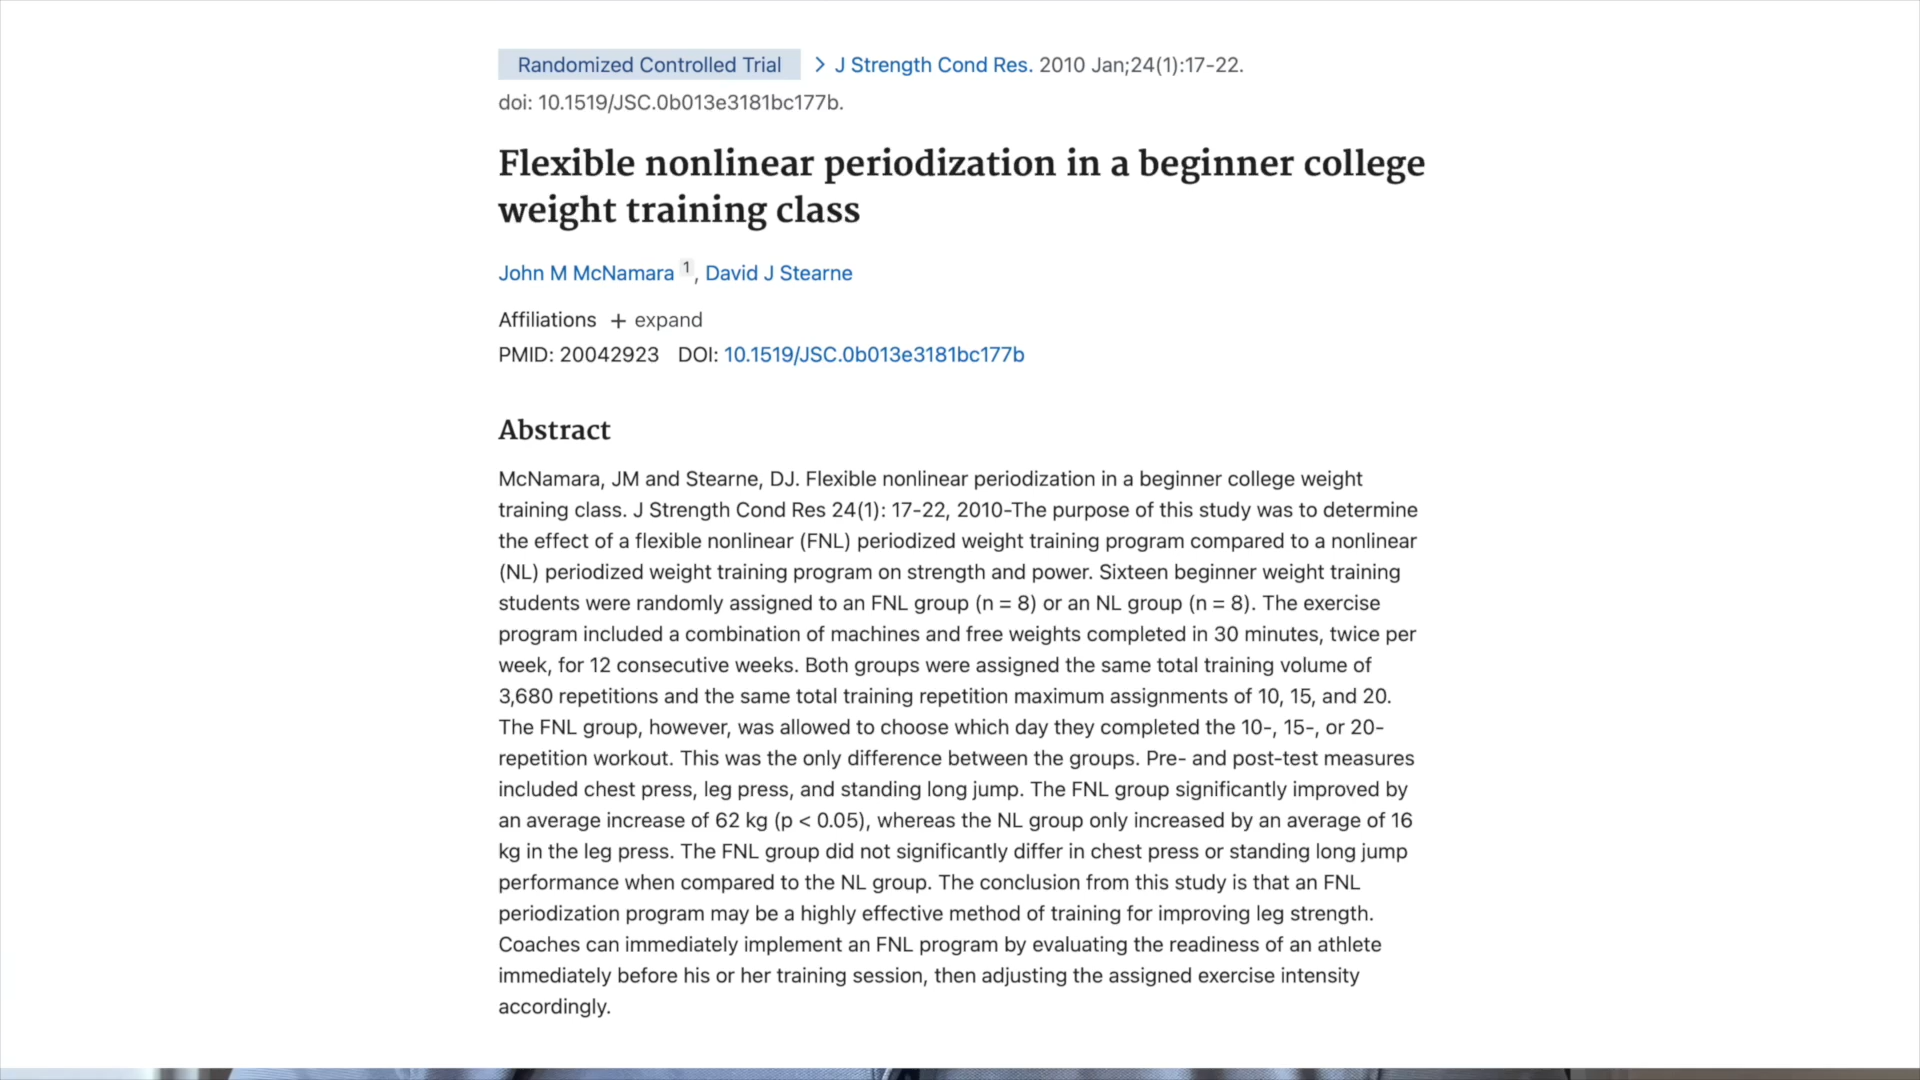 Randomized Controlled Trial > J Strength Cond Res. 2010 Jan;24(1):17-22.
doi: 10.1519/JSC.0b013e3181bc177b.
Flexible nonlinear periodization in a beginner college
weight training class
John M McNamara 1, David J Stearne
Affiliations + expand
PMID: 20042923 DOI: 10.1519/JSC.0b013e3181bc177b
Abstract
McNamara, JM and Stearne, DJ. Flexible nonlinear periodization in a beginner college weight
training class. J Strength Cond Res 24(1): 17-22, 2010-The purpose of this study was to determine
the effect of a flexible nonlinear (FNL) periodized weight training program compared to a nonlinear
(NL) periodized weight training program on strength and power. Sixteen beginner weight training
students were randomly assigned to an FNL group (n = 8) or an NL group (n = 8). The exercise
program included a combination of machines and free weights completed in 30 minutes, twice per
week, for 12 consecutive weeks. Both groups were assigned the same total training volume of
3,680 repetitions and the same total training repetition maximum assignments of 10, 15, and 20.
The FNL group, however, was allowed to choose which day they completed the 10-, 15-, or 20-
repetition workout. This was the only difference between the groups. Pre- and post-test measures
included chest press, leg press, and standing long jump. The FNL group significantly improved by
an average increase of 62 kg (p < 0.05), whereas the NL group only increased by an average of 16
kg in the leg press. The FNL group did not significantly differ in chest press or standing long jump
performance when compared to the NL group. The conclusion from this study is that an FNL
periodization program may be a highly effective method of training for improving leg strength.
Coaches can immediately implement an FNL program by evaluating the readiness of an athlete
immediately before his or her training session, then adjusting the assigned exercise intensity
accordingly.